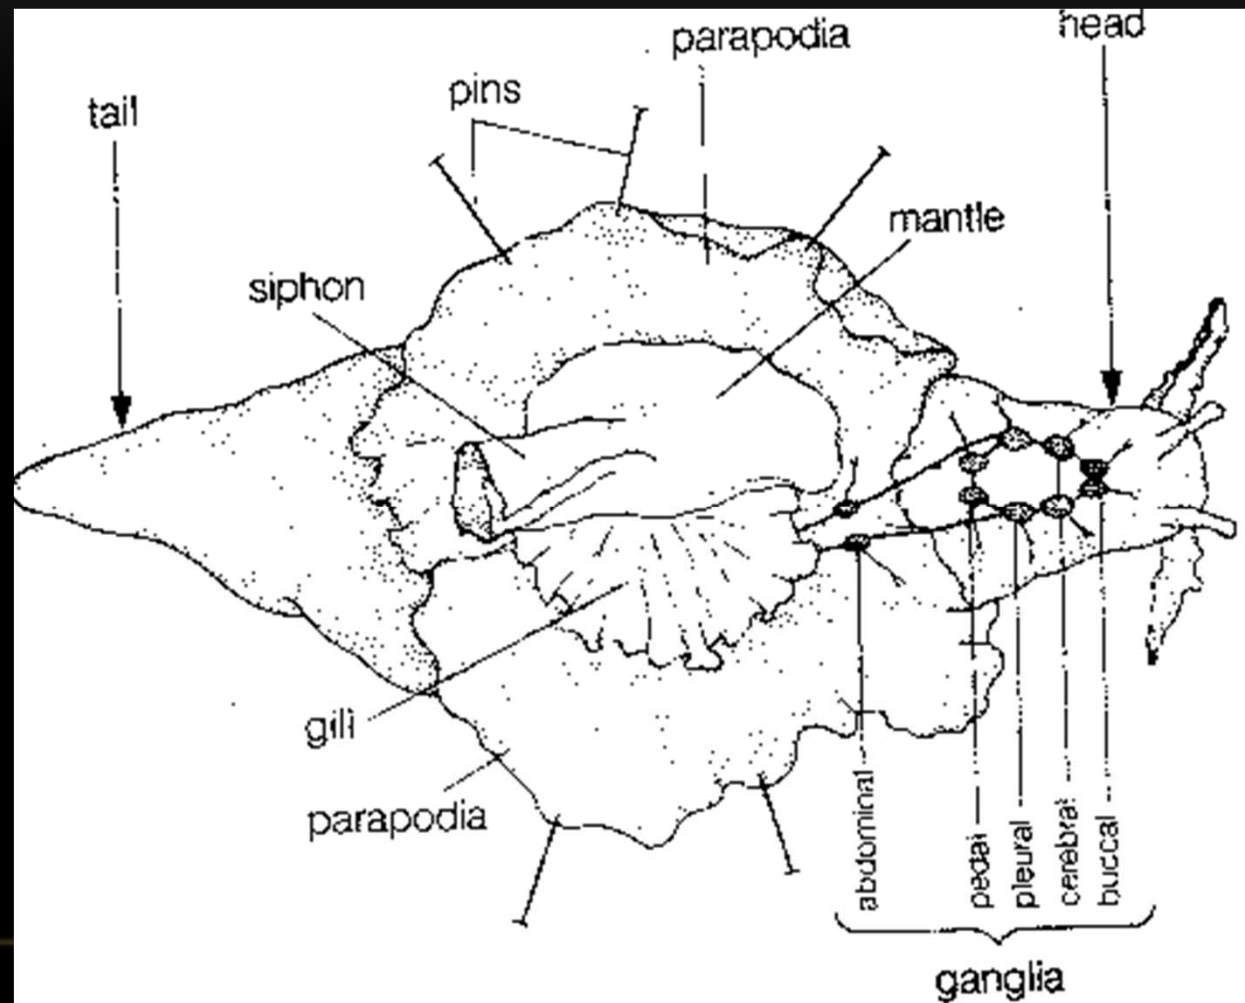 head
parapodia
pins
tail
mantle
siphon
gill
parapodia
abdominal
pedal
pleural
cerebral
buccal
ganglia